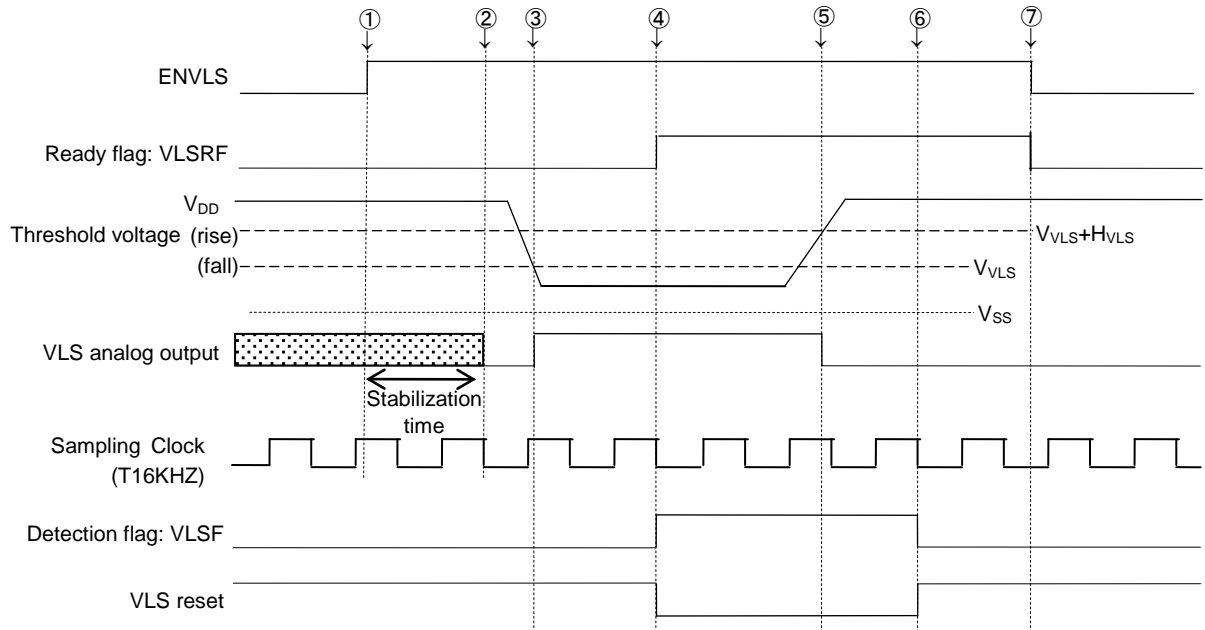 ① ② ③ ④ ⑤ ⑥ ⑦
ENVLS
Ready flag: VLSRF
VDD
Threshold voltage (rise)
VVLS+HVLS
(fall)
VVLS
VSS
VLS analog output
Stabilization
time
Sampling Clock
(T16KHZ)
Detection flag: VLSF
VLS reset